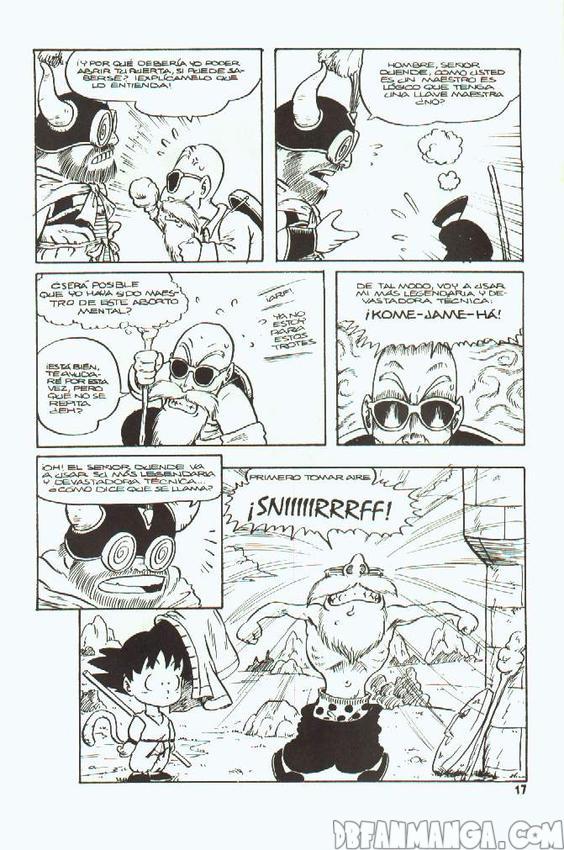 ¡Y POR QUÉ DEBERÍA YO PODER
ABRIR TU PUERTA, SI PUEDE SA-
BERSE? ¡EXPLÍCAMELO QUE
LO ENTIENDA!
HOMBRE, SEÑOR
DUENDE, COMO USTED
ES UN MAESTRO ES
LÓGICO QUE TENGA
UNA LLAVE MAESTRA
¿NO?
¿SERÁ POSIBLE
QUE YO HAYA SIDO MAES-
TRO DE ESTE ABORTO
MENTAL?
¡ARF!
YA NO
ESTOY
PARA
ESTOS
TROTES
¡ESTÁ BIEN,
TE AYUDA-
RÉ POR ESTA
VEZ, PERO
QUE NO SE
REPITA
¿EH?
DE TAL MODO, VOY A USAR
MI MÁS LEGENDARIA Y DE-
VASTADORA TÉCNICA:
¡KOME-JAME-HÁ!
¡OH! EL SEÑOR DUENDE VA
A USAR SU MÁS LEGENDARIA
Y DEVASTADORA TÉCNICA...
¿CÓMO DICE QUE SE LLAMA?
PRIMERO TOMAR AIRE
¡SNIIIIIRRRFF!
17
DBFANMANGA.COM